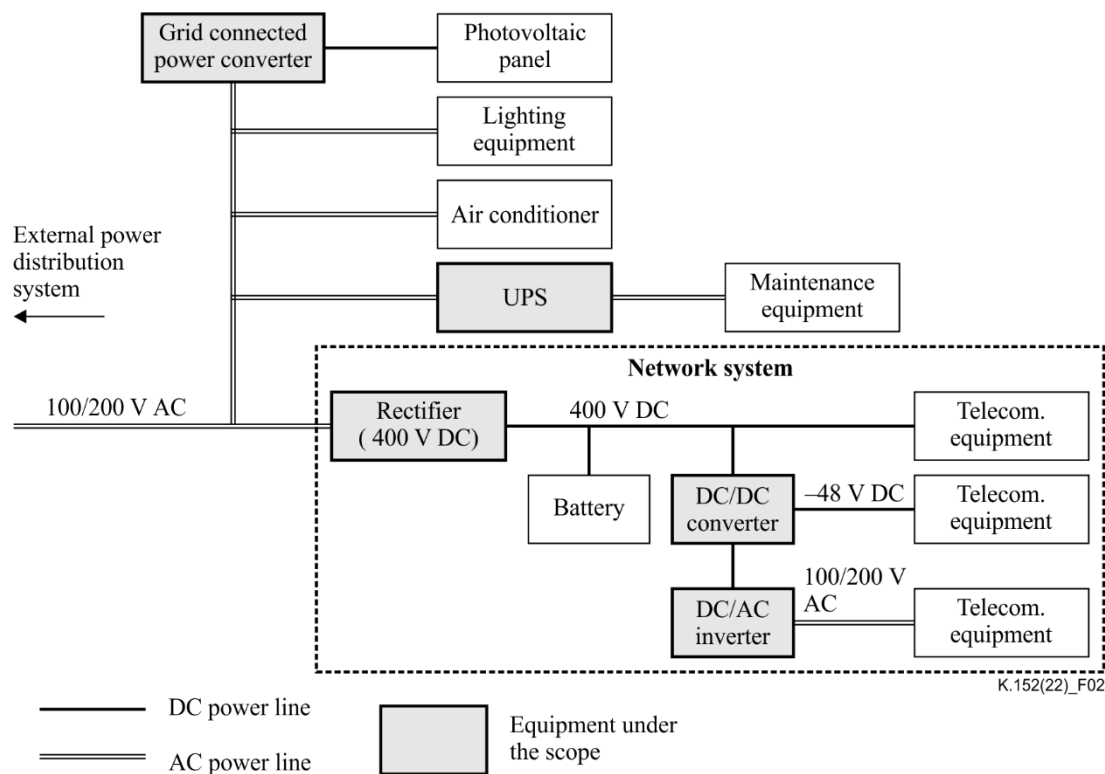 Grid connected
power converter
Photovoltaic
panel
Lighting
equipment
Air conditioner
External power
distribution
system
UPS
Maintenance
equipment
Network system
100/200 V AC
Rectifier
( 400 V DC)
400 V DC
Telecom.
equipment
Battery
DC/DC
converter
–48 V DC
Telecom.
equipment
DC/AC
inverter
100/200 V
AC
Telecom.
equipment
K.152(22)_F02
DC power line
AC power line
Equipment under
the scope